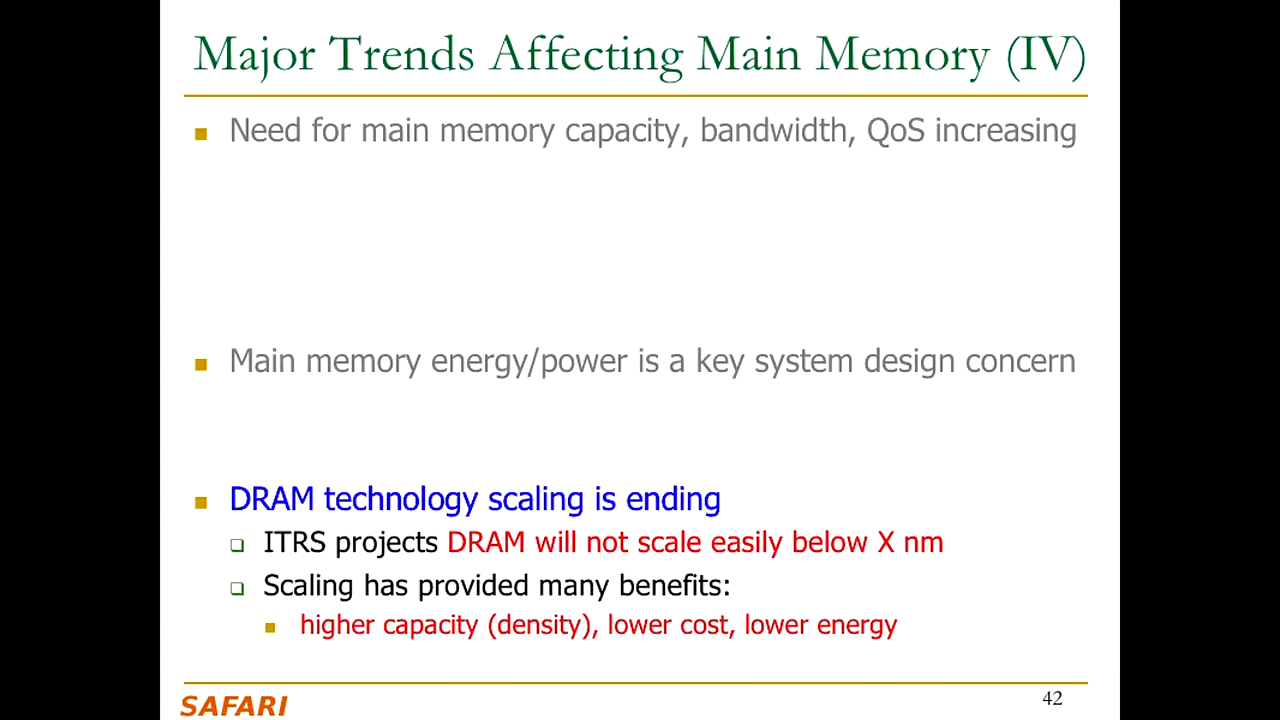 Major Trends Affecting Main Memory (IV)
Need for main memory capacity, bandwidth, QoS increasing
Main memory energy/power is a key system design concern
DRAM technology scaling is ending
ITRS projects DRAM will not scale easily below X nm
Scaling has provided many benefits:
higher capacity (density), lower cost, lower energy
SAFARI
42